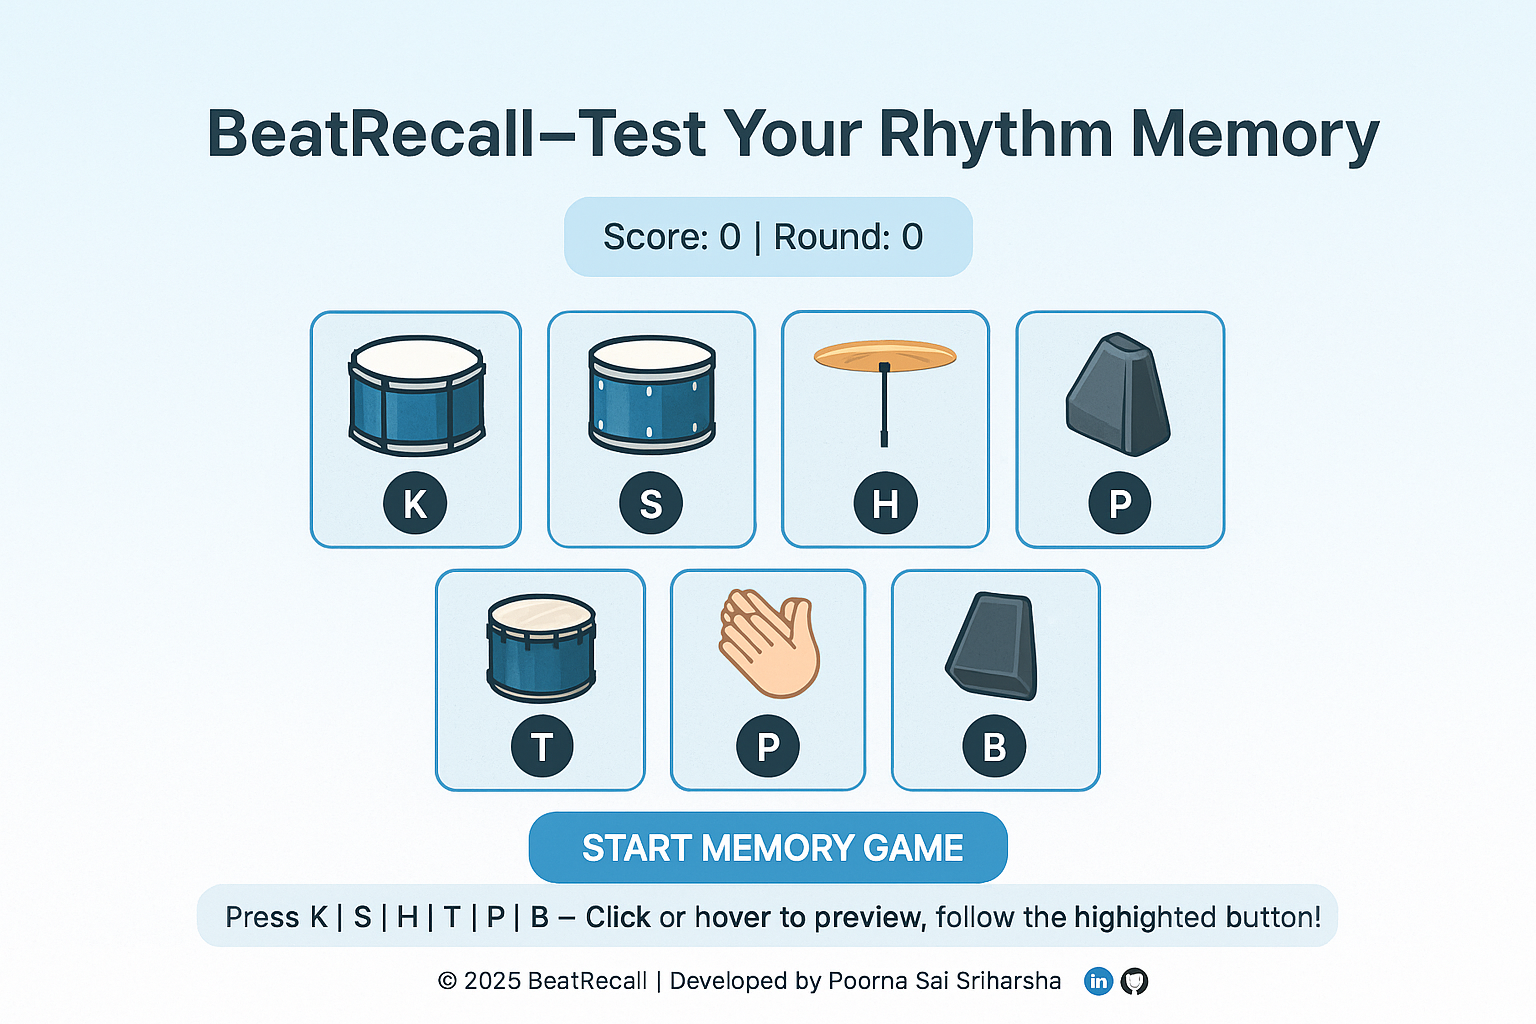 BeatRecall–Test Your Rhythm Memory
Score: 0 | Round: 0
K
S
H
P
T
P
B
START MEMORY GAME
Press K | S | H | T | P | B – Click or hover to preview, follow the highighted button!
© 2025 BeatRecall | Developed by Poorna Sai Sriharsha in